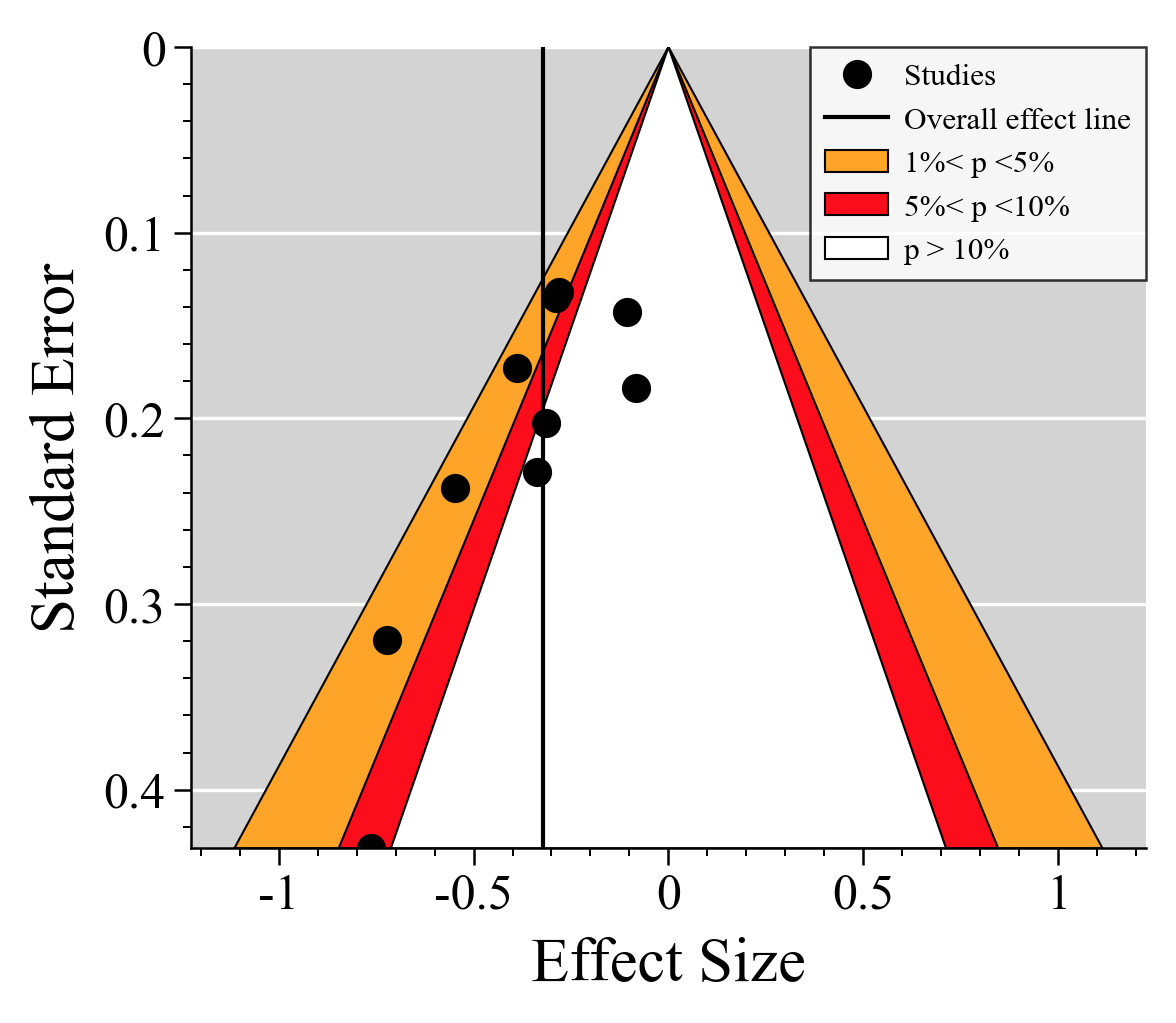 Studies
Overall effect line
1%< p <5%
5%< p <10%
p > 10%
0
0.1
0.2
0.3
0.4
Standard Error
-1
-0.5
0
0.5
1
Effect Size